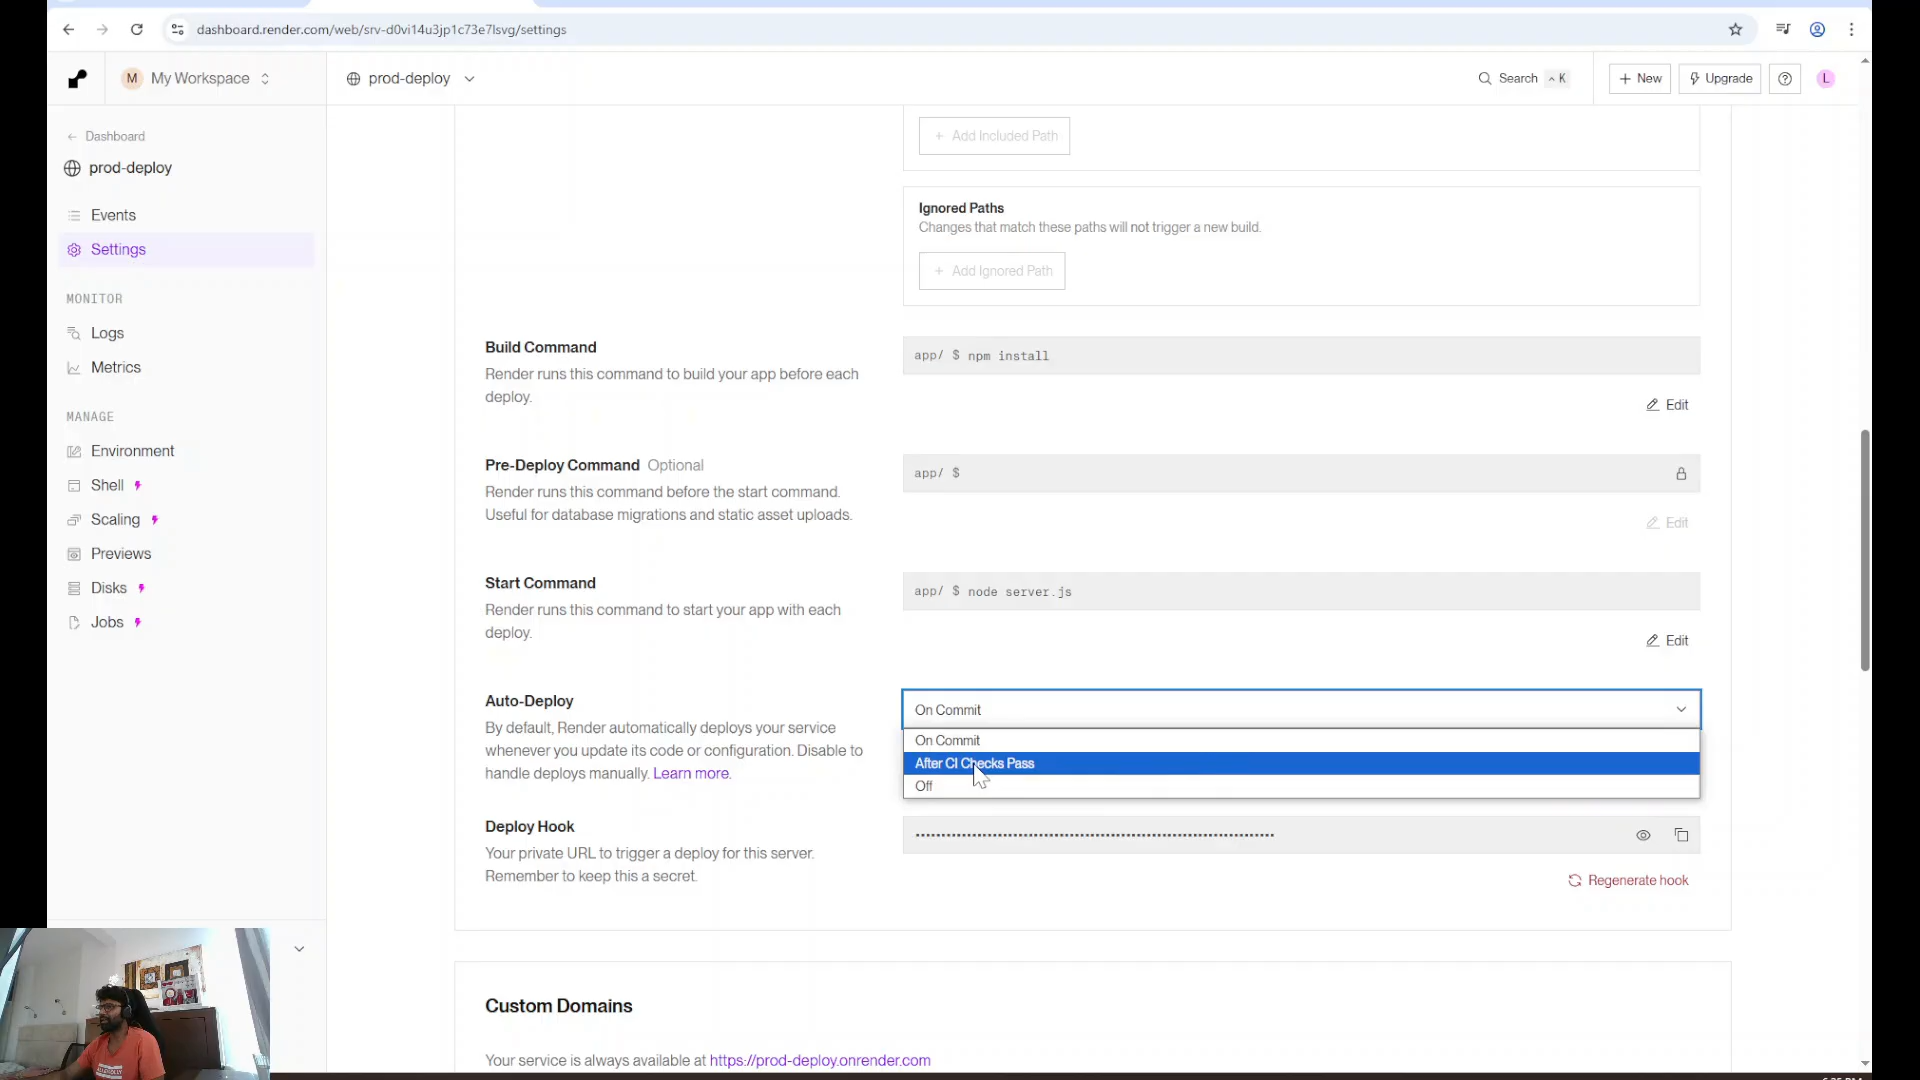 dashboard.render.com/web/srv-d0vi14u3jp1c73e7lsvg/settings
M My Workspace
prod-deploy
Search ^ K
+ New
Upgrade
L
Dashboard
prod-deploy
Events
Settings
MONITOR
Logs
Metrics
MANAGE
Environment
Shell
Scaling
Previews
Disks
Jobs
+ Add Included Path
Ignored Paths
Changes that match these paths will not trigger a new build.
+ Add Ignored Path
Build Command
Render runs this command to build your app before each
deploy.
app/ $ npm install
Edit
Pre-Deploy Command Optional
Render runs this command before the start command.
Useful for database migrations and static asset uploads.
app/ $
Edit
Start Command
Render runs this command to start your app with each
deploy.
app/ $ node server.js
Edit
Auto-Deploy
By default, Render automatically deploys your service
whenever you update its code or configuration. Disable to
handle deploys manually. Learn more.
On Commit
On Commit
After CI Checks Pass
Off
Deploy Hook
Your private URL to trigger a deploy for this server.
Remember to keep this a secret.
Regenerate hook
Custom Domains
Your service is always available at https://prod-deploy.onrender.com